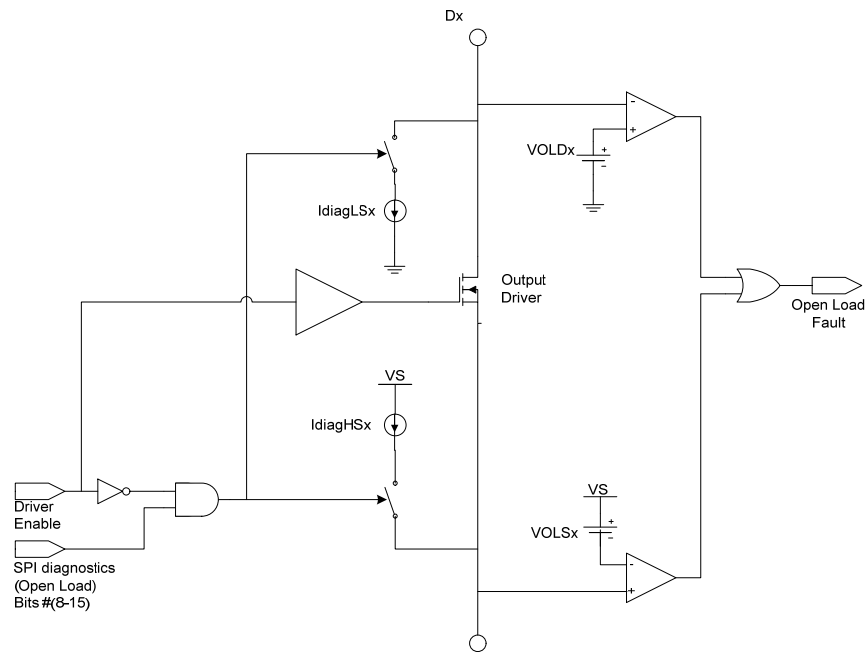 Dx
-
+
VOLDx
+
-
IdiagLSx
Output
Driver
Open Load
Fault
VS
IdiagHSx
Driver
Enable
VS
VOLSx
+
-
-
+
SPI diagnostics
(Open Load)
Bits #(8-15)